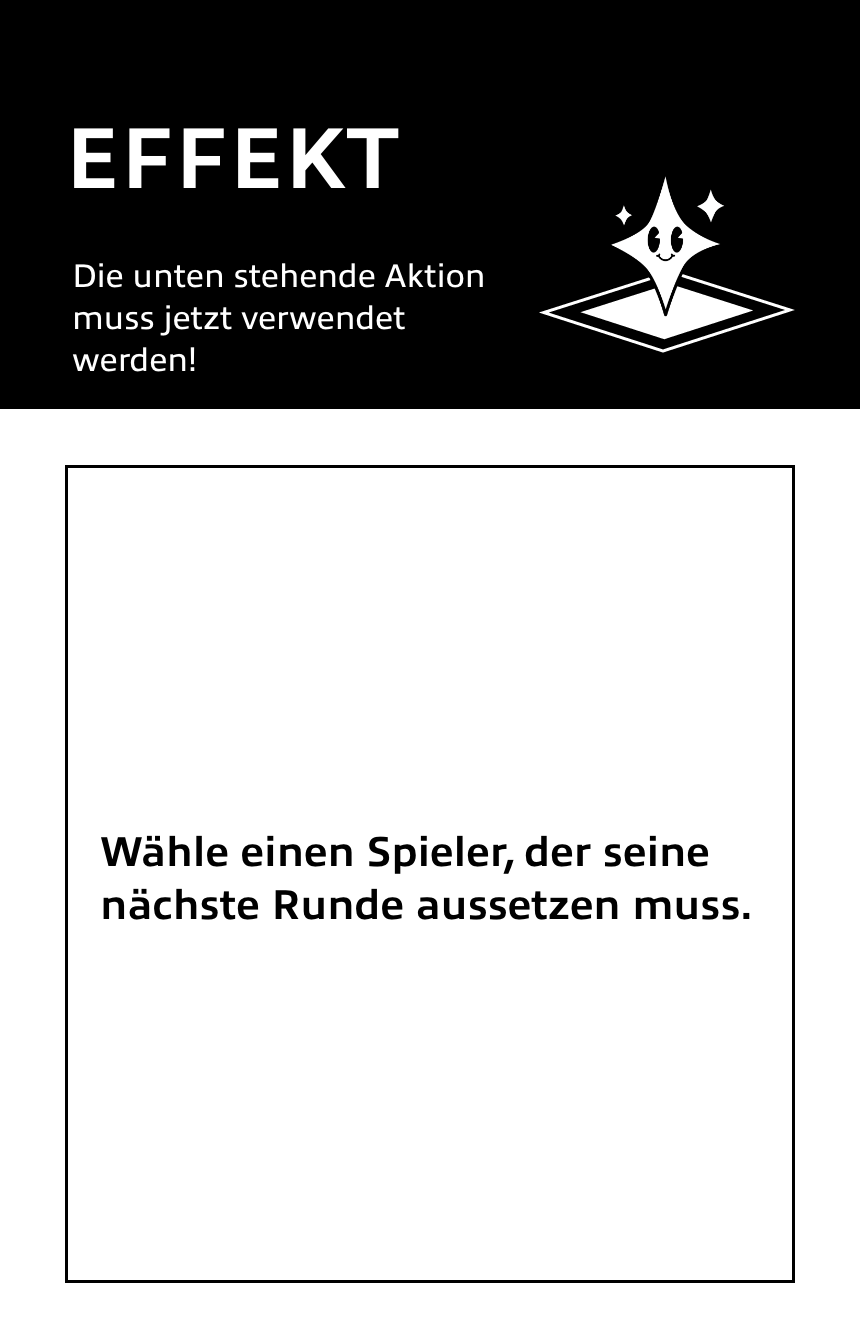 EFFEKT
Die unten stehende Aktion
muss jetzt verwendet
werden!
Wähle einen Spieler, der seine
nächste Runde aussetzen muss.